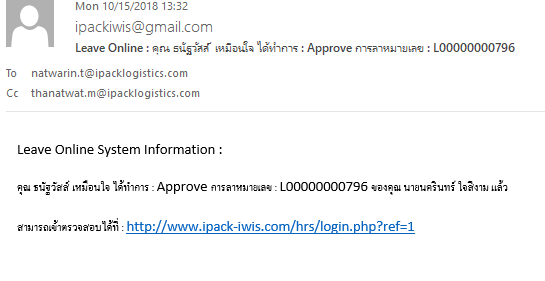 Mon 10/15/2018 13:32
ipackiwis@gmail.com
Leave Online : คุณ ธนัฐวัสส์ เหมือนใจ ได้ทำการ : Approve การลาหมายเลข : L00000000796
To natwarin.t@ipacklogistics.com
Cc thanatwat.m@ipacklogistics.com
Leave Online System Information :
คุณ ธนัฐวัสส์ เหมือนใจ ได้ทำการ : Approve การลาหมายเลข : L00000000796 ของคุณ นายนครินทร์ ใจสิงาม แล้ว
สามารถเข้าตรวจสอบได้ที่ : http://www.ipack-iwis.com/hrs/login.php?ref=1